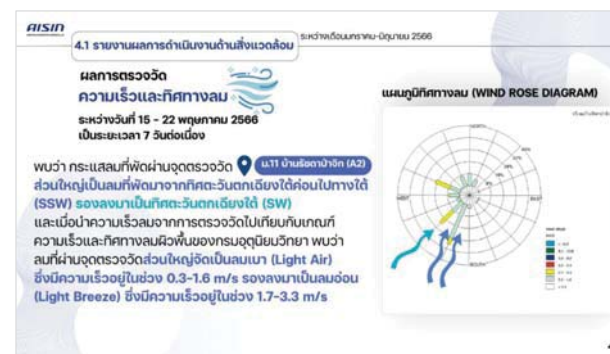 AISIN
4.1 รายงานผลการดำเนินงานด้านสิ่งแวดล้อม
ระหว่างเดือนมกราคม-มิถุนายน 2566
ผลการตรวจวัด
ความเร็วและทิศทางลม
ระหว่างวันที่ 15 - 22 พฤษภาคม 2566
เป็นระยะเวลา 7 วันต่อเนื่อง
พบว่า กระแสลมที่พัดผ่านจุดตรวจวัด
ส่วนใหญ่เป็นลมที่พัดมาจากทิศตะวันตกเฉียงใต้ค่อนไปทางใต้
(SSW) รองลงมาเป็นทิศตะวันตกเฉียงใต้ (SW)
และเมื่อนำความเร็วลมจากการตรวจวัดไปเทียบกับเกณฑ์
ความเร็วและทิศทางลมผิวพื้นของกรมอุตุนิยมวิทยา พบว่า
ลมที่ผ่านจุดตรวจวัดส่วนใหญ่จัดเป็นลมเบา (Light Air)
ซึ่งมีความเร็วอยู่ในช่วง 0.3-1.6 m/s รองลงมาเป็นลมอ่อน
(Light Breeze) ซึ่งมีความเร็วอยู่ในช่วง 1.7-3.3 m/s
แผนภูมิทิศทางลม (WIND ROSE DIAGRAM)
NORTH
WEST
EAST
SOUTH